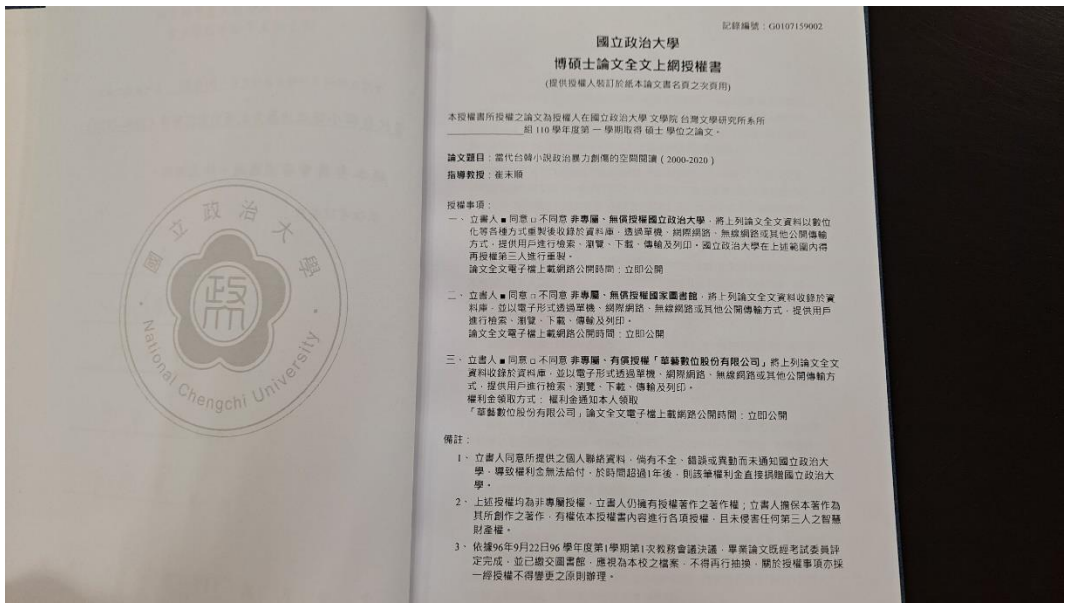 國立政治大學
National Chengchi University
記錄編號：G0107159002
國立政治大學
博碩士論文全文上網授權書
(提供授權人裝訂於紙本論文書名頁之次頁用)
本授權書所授權之論文為授權人在國立政治大學 文學院 台灣文學研究所系所
＿＿＿＿＿＿組 110 學年度第 一 學期取得 碩士 學位之論文。
論文題目：當代台韓小說政治暴力創傷的空間閱讀（2000-2020）
指導教授：崔末順
授權事項：
一、立書人■同意□不同意 非專屬、無償授權國立政治大學，將上列論文全文資料以數位
化等各種方式重製後收錄於資料庫，透過單機、網際網路、無線網路或其他公開傳輸
方式，提供用戶進行檢索、瀏覽、下載、傳輸及列印。國立政治大學在上述範圍內得
再授權第三人進行重製。
論文全文電子檔上載網路公開時間：立即公開
二、立書人■同意□不同意 非專屬、無償授權國家圖書館，將上列論文全文資料收錄於資
料庫，並以電子形式透過單機、網際網路、無線網路或其他公開傳輸方式，提供用戶
進行檢索、瀏覽、下載、傳輸及列印。
論文全文電子檔上載網路公開時間：立即公開
三、立書人■同意□不同意 非專屬、有償授權「華藝數位股份有限公司」將上列論文全文
資料收錄於資料庫，並以電子形式透過單機、網際網路、無線網路或其他公開傳輸方
式，提供用戶進行檢索、瀏覽、下載、傳輸及列印。
權利金領取方式： 權利金通知本人領取
「華藝數位股份有限公司」論文全文電子檔上載網路公開時間：立即公開
備註：
1、立書人同意所提供之個人聯絡資料，倘有不全、錯誤或異動而未通知國立政治大
學，導致權利金無法給付，於時間超過1年後，則該筆權利金直接捐贈國立政治大
學。
2、上述授權均為非專屬授權，立書人仍擁有授權著作之著作權；立書人擔保本著作為
其所創作之著作，有權依本授權書內容進行各項授權，且未侵害任何第三人之智慧
財產權。
3、依據96年9月22日96 學年度第1學期第1次教務會議決議，畢業論文既經考試委員評
定完成，並已繳交圖書館，應視為本校之檔案，不得再行抽換，關於授權事項亦採
一經授權不得變更之原則辦理。